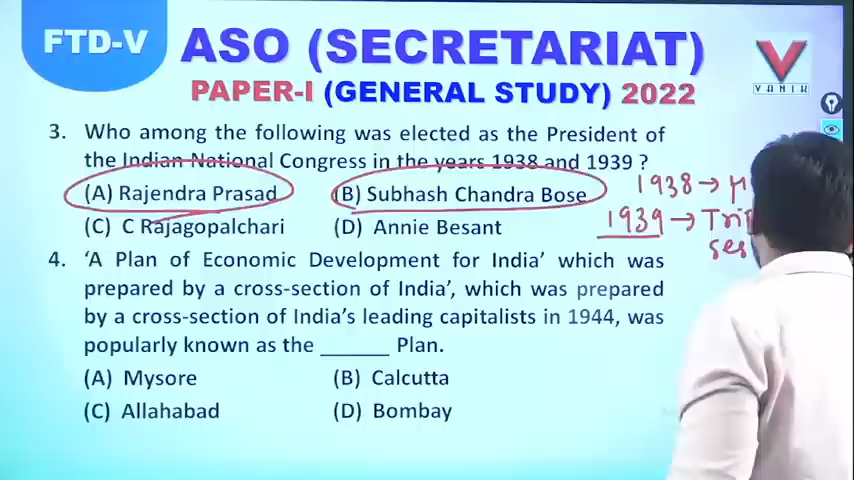 FTD-V
ASO (SECRETARIAT)
PAPER-I (GENERAL STUDY) 2022
VANIK
3. Who among the following was elected as the President of
the Indian National Congress in the years 1938 and 1939 ?
(A) Rajendra Prasad (B) Subhash Chandra Bose
(C) C Rajagopalchari (D) Annie Besant
1938 →
1939 →
4. ‘A Plan of Economic Development for India’ which was
prepared by a cross-section of India’, which was prepared
by a cross-section of India’s leading capitalists in 1944, was
popularly known as the ______ Plan.
(A) Mysore (B) Calcutta
(C) Allahabad (D) Bombay